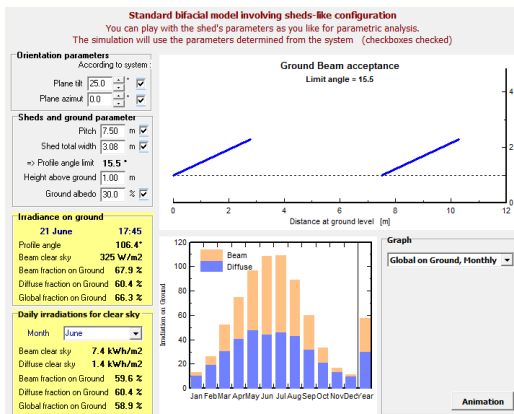 Standard bifacial model involving sheds-like configuration
You can play with the shed's parameters as you like for parametric analysis.
The simulation will use the parameters determined from the system (checkboxes checked)
Orientation parameters
According to system :
Plane tilt 25.0 °
Plane azimut 0.0 °
Sheds and ground parameter
Pitch 7.50 m
Shed total width 3.08 m
=> Profile angle limit 15.5 °
Height above ground 1.08 m
Ground albedo 30.0 %
Ground Beam acceptance
Limit angle = 15.5
4
2
0
0 2 4 6 8 10 12
Distance at ground level [m]
Irradiance on ground
21 June 17:45
Profile angle 106.4°
Beam clear sky 325 W/m2
Beam fraction on Ground 67.9 %
Diffuse fraction on Ground 60.4 %
Global fraction on Ground 66.3 %
Daily irradiations for clear sky
Month June
Beam clear sky 7.4 kWh/m2
Diffuse clear sky 1.4 kWh/m2
Beam fraction on Ground 59.6 %
Diffuse fraction on Ground 60.4 %
Global fraction on Ground 58.9 %
120
100
80
60
40
20
0
Irradiation on Ground
Beam
Diffuse
Jan Feb Mar Apr May Jun Jul Aug Sep Oct Nov Dec Year
Graph
Global on Ground, Monthly
Animation